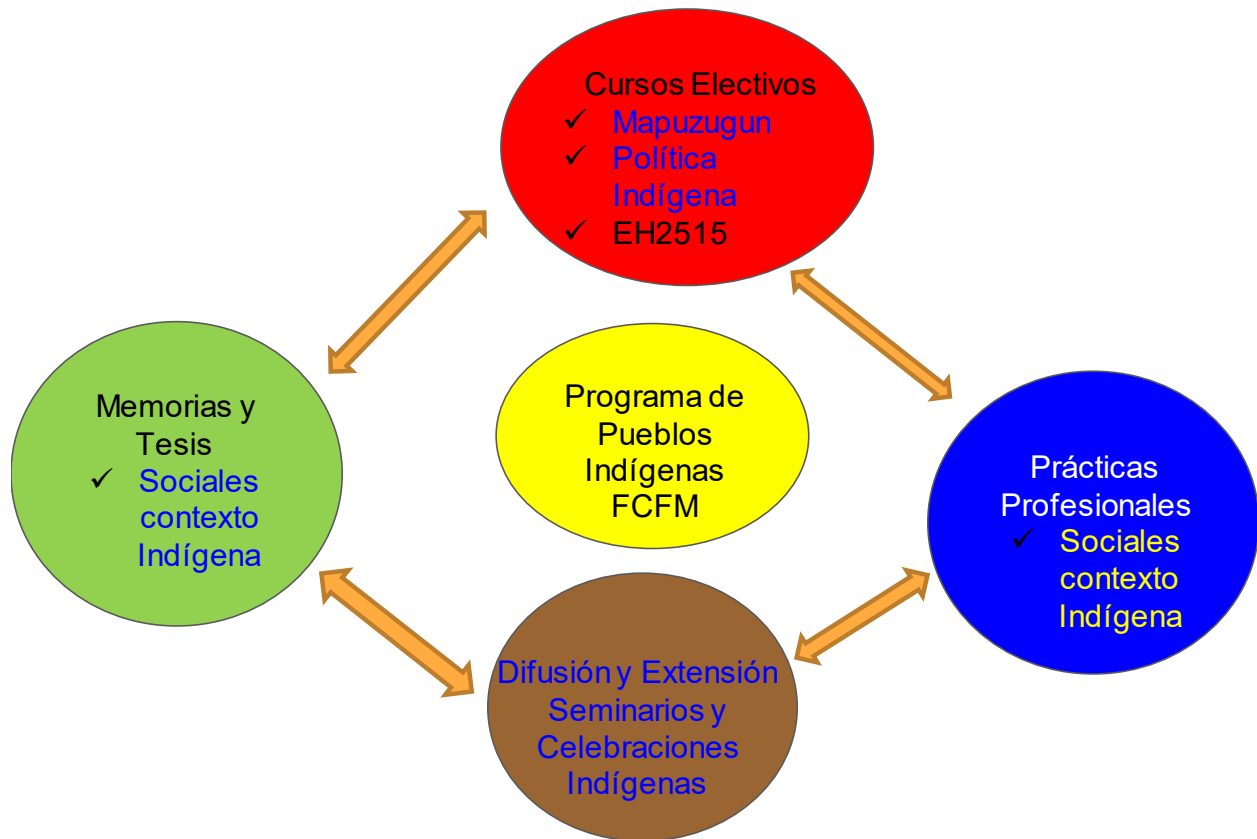 Cursos Electivos
✓ Mapuzugun
✓ Política
Indígena
✓ EH2515
Memorias y
Tesis
✓ Sociales
contexto
Indígena
Programa de
Pueblos
Indígenas
FCFM
Prácticas
Profesionales
✓ Sociales
contexto
Indígena
Difusión y Extensión
Seminarios y
Celebraciones
Indígenas